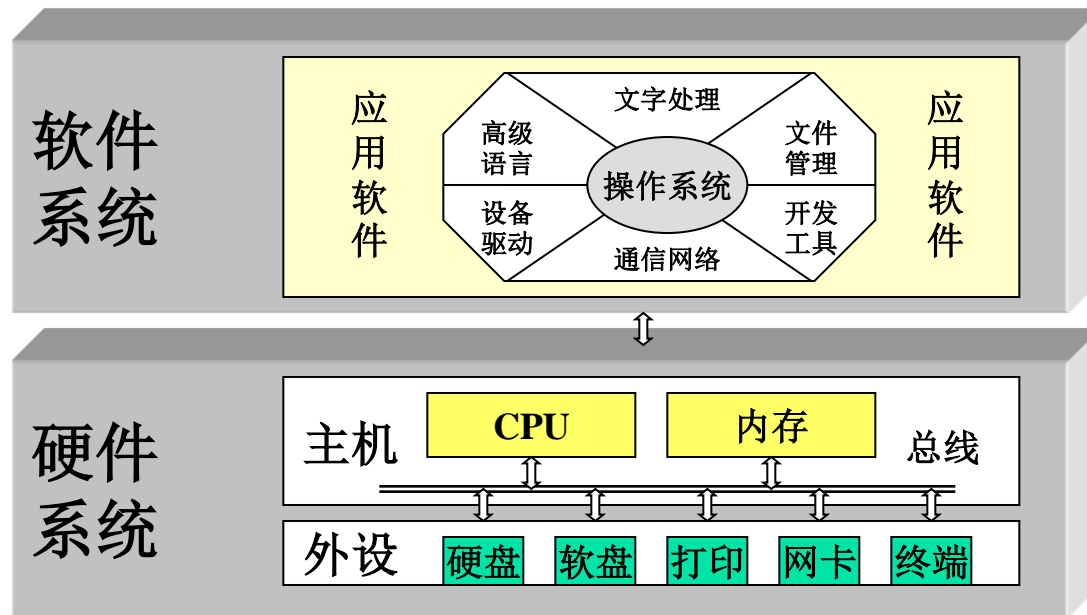 软件
系统
应
用
软
件
文字处理
高级
语言
操作系统
文件
管理
设备
驱动
通信网络
开发
工具
应
用
软
件
硬件
系统
主机
CPU
内存
总线
外设
硬盘
软盘
打印
网卡
终端